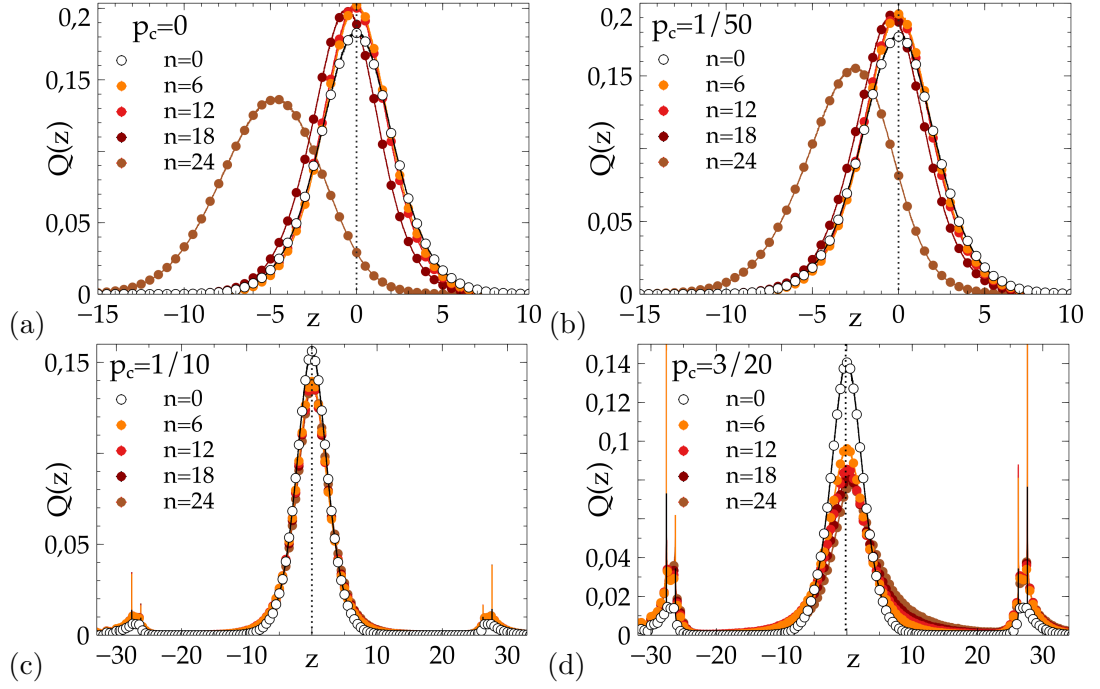 0,2
0,15
0,05
0
Q(z)
p_c=0
n=0
n=6
n=12
n=18
n=24
−15
−10
−5
0
5
10
z
(a)
0,2
0,15
0,05
0
Q(z)
p_c=1/50
n=0
n=6
n=12
n=18
n=24
−15
−10
−5
0
5
10
z
(b)
0,15
0,05
0
Q(z)
p_c=1/10
n=0
n=6
n=12
n=18
n=24
−30
−20
−10
0
10
20
30
z
(c)
0,14
0,1
0,04
0,02
0
Q(z)
p_c=3/20
n=0
n=6
n=12
n=18
n=24
−30
−20
−10
0
10
20
30
z
(d)